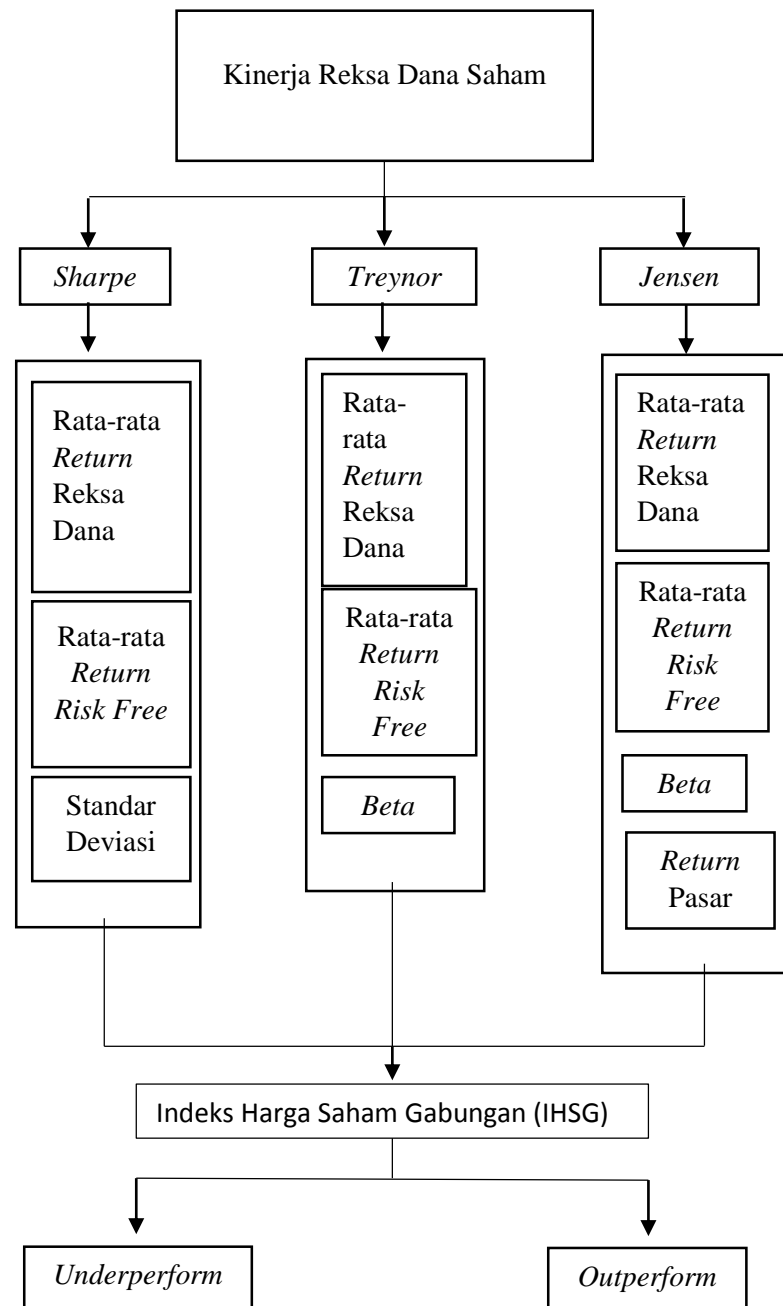 Kinerja Reksa Dana Saham
Sharpe
Treynor
Jensen
Rata-rata
Return
Reksa
Dana
Rata-rata
Return
Risk Free
Standar
Deviasi
Rata-
rata
Return
Reksa
Dana
Rata-rata
Return
Risk
Free
Beta
Rata-rata
Return
Reksa
Dana
Rata-rata
Return
Risk
Free
Beta
Return
Pasar
Indeks Harga Saham Gabungan (IHSG)
Underperform
Outperform